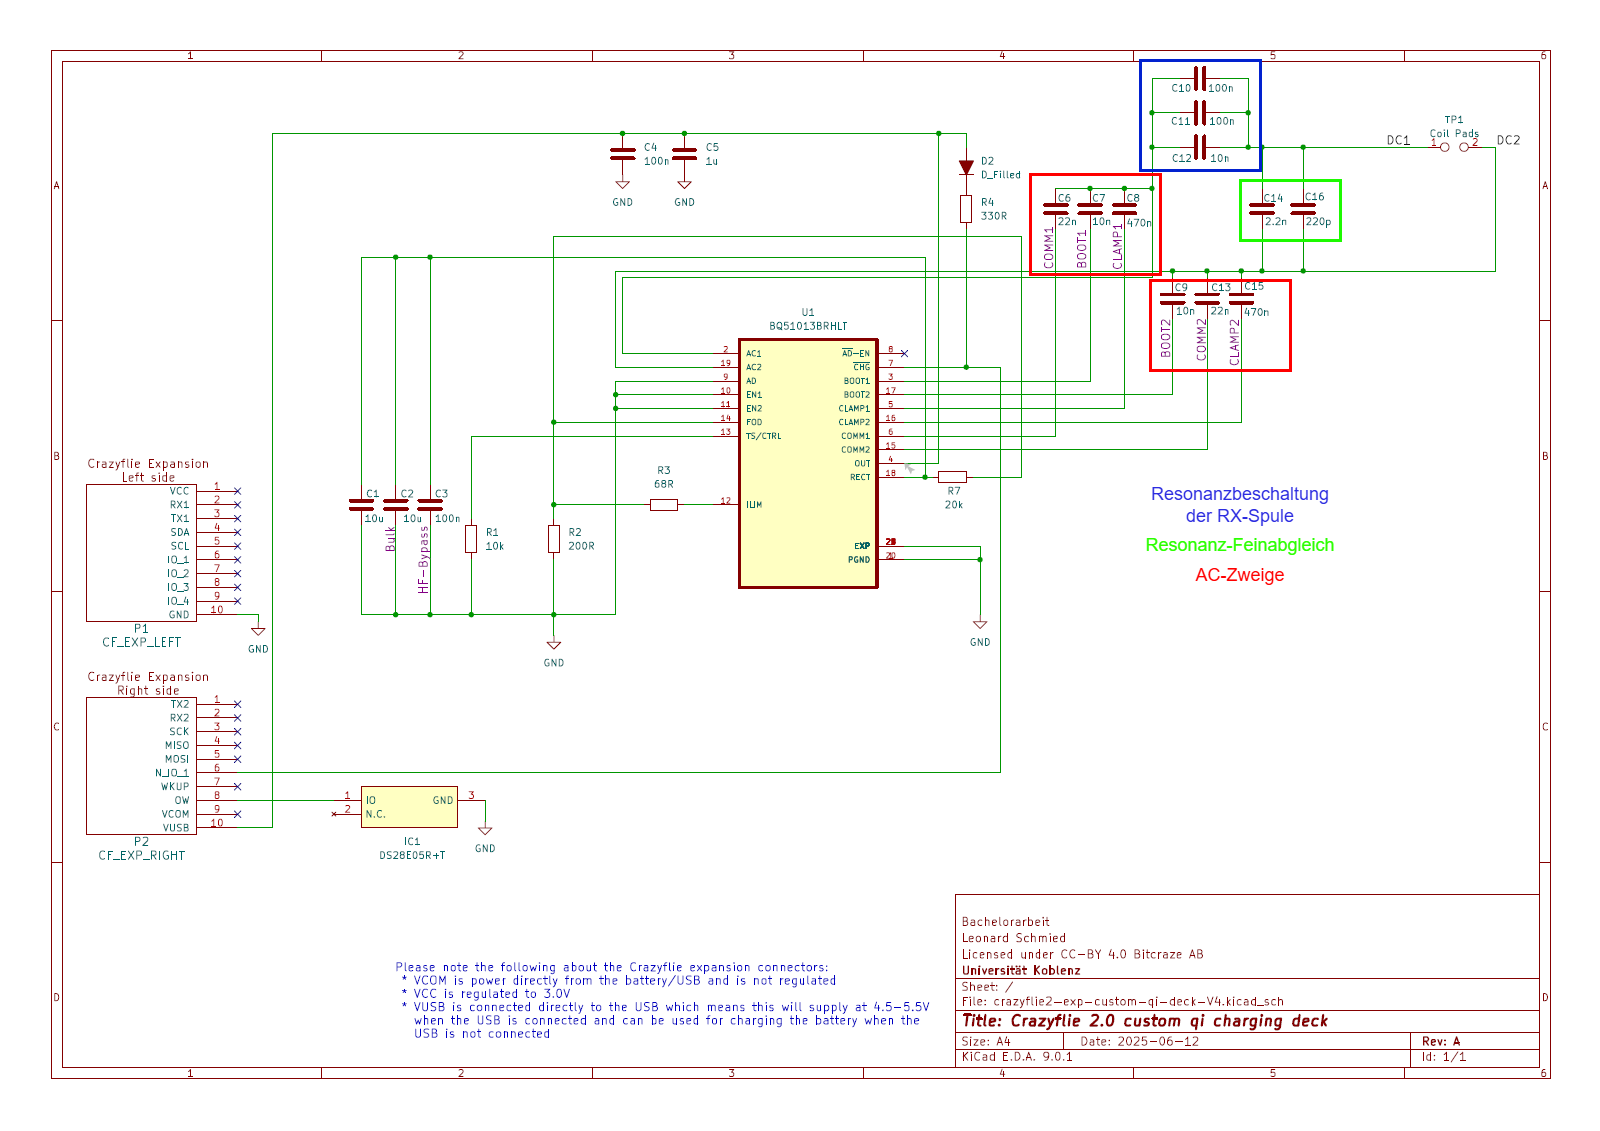 1 2 3 4 5 6
A
B
C
D
C10 100n
C11 100n
C12 10n
TP1
Coil Pads
DC1 1 2 DC2
C4
100n
C5
1u
GND
GND
D2
D_Filled
R4
330R
C6
22n
C7
10n
C8
470n
COMM1
BOOT1
CLAMP1
C14
2.2n
C16
220p
C9
10n
C13
22n
C15
470n
BOOT2
COMM2
CLAMP2
U1
BQ51013BRHLT
2 AC1
19 AC2
9 AD
10 EN1
11 EN2
14 FOD
13 TS/CTRL
12 ILIM
AD-EN 8
CHG 7
BOOT1 3
BOOT2 17
CLAMP1 5
CLAMP2 16
COMM1 6
COMM2 15
OUT 4
RECT 18
EXP
PGND
R7
20k
GND
R3
68R
C1
10u
C2
10u
Bulk
C3
100n
HF-Bypass
R1
10k
R2
200R
GND
Crazyflie Expansion
Left side
VCC 1
RX1 2
TX1 3
SDA 4
SCL 5
IO_1 6
IO_2 7
IO_3 8
IO_4 9
GND 10
P1
CF_EXP_LEFT
GND
Crazyflie Expansion
Right side
TX2 1
RX2 2
SCK 3
MISO 4
MOSI 5
N_IO_1 6
WKUP 7
OW 8
VCOM 9
VUSB 10
P2
CF_EXP_RIGHT
1 IO GND 3
2 N.C.
IC1
DS28E05R+T
GND
Resonanzbeschaltung
der RX-Spule
Resonanz-Feinabgleich
AC-Zweige
Please note the following about the Crazyflie expansion connectors:
* VCOM is power directly from the battery/USB and is not regulated
* VCC is regulated to 3.0V
* VUSB is connected directly to the USB which means this will supply at 4.5-5.5V
when the USB is connected and can be used for charging the battery when the
USB is not connected
Bachelorarbeit
Leonard Schmied
Licensed under CC-BY 4.0 Bitcraze AB
Universität Koblenz
Sheet: /
File: crazyflie2-exp-custom-qi-deck-V4.kicad_sch
Title: Crazyflie 2.0 custom qi charging deck
Size: A4 Date: 2025-06-12 Rev: A
KiCad E.D.A. 9.0.1 Id: 1/1
A
B
C
D
1 2 3 4 5 6